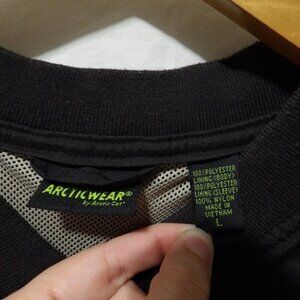 ARCTICWEAR®
by Arctic Cat®
100% POLYESTER
LINING:(BODY)
100% POLYESTER
LINING:(SLEEVE)
100% NYLON
MADE IN
VIETNAM
L